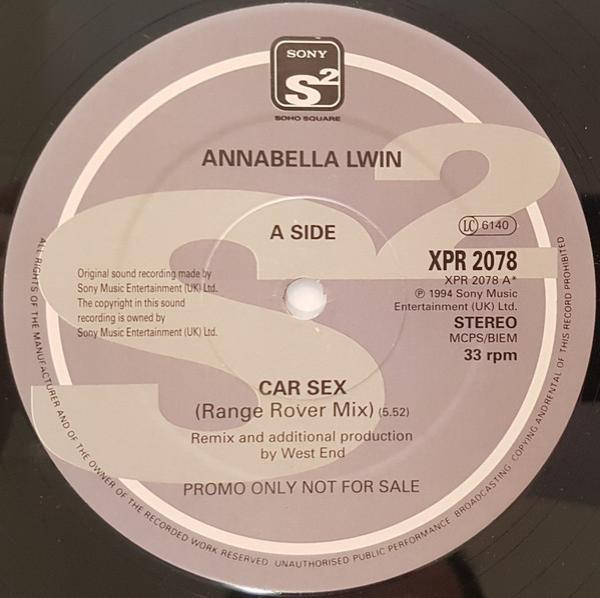 SONY
S2
SOHO SQUARE
S2
ANNABELLA LWIN
A SIDE
LC 6140
XPR 2078
XPR 2078 A*
℗ 1994 Sony Music
Entertainment (UK) Ltd.
STEREO
MCPS/BIEM
33 rpm
Original sound recording made by
Sony Music Entertainment (UK) Ltd.
The copyright in this sound
recording is owned by
Sony Music Entertainment (UK) Ltd.
CAR SEX
(Range Rover Mix) (5.52)
Remix and additional production
by West End
PROMO ONLY NOT FOR SALE
ALL RIGHTS OF THE MANUFACTURER AND OF THE OWNER OF THE RECORDED WORK RESERVED UNAUTHORISED PUBLIC PERFORMANCE BROADCASTING COPYING AND RENTAL OF THIS RECORD PROHIBITED